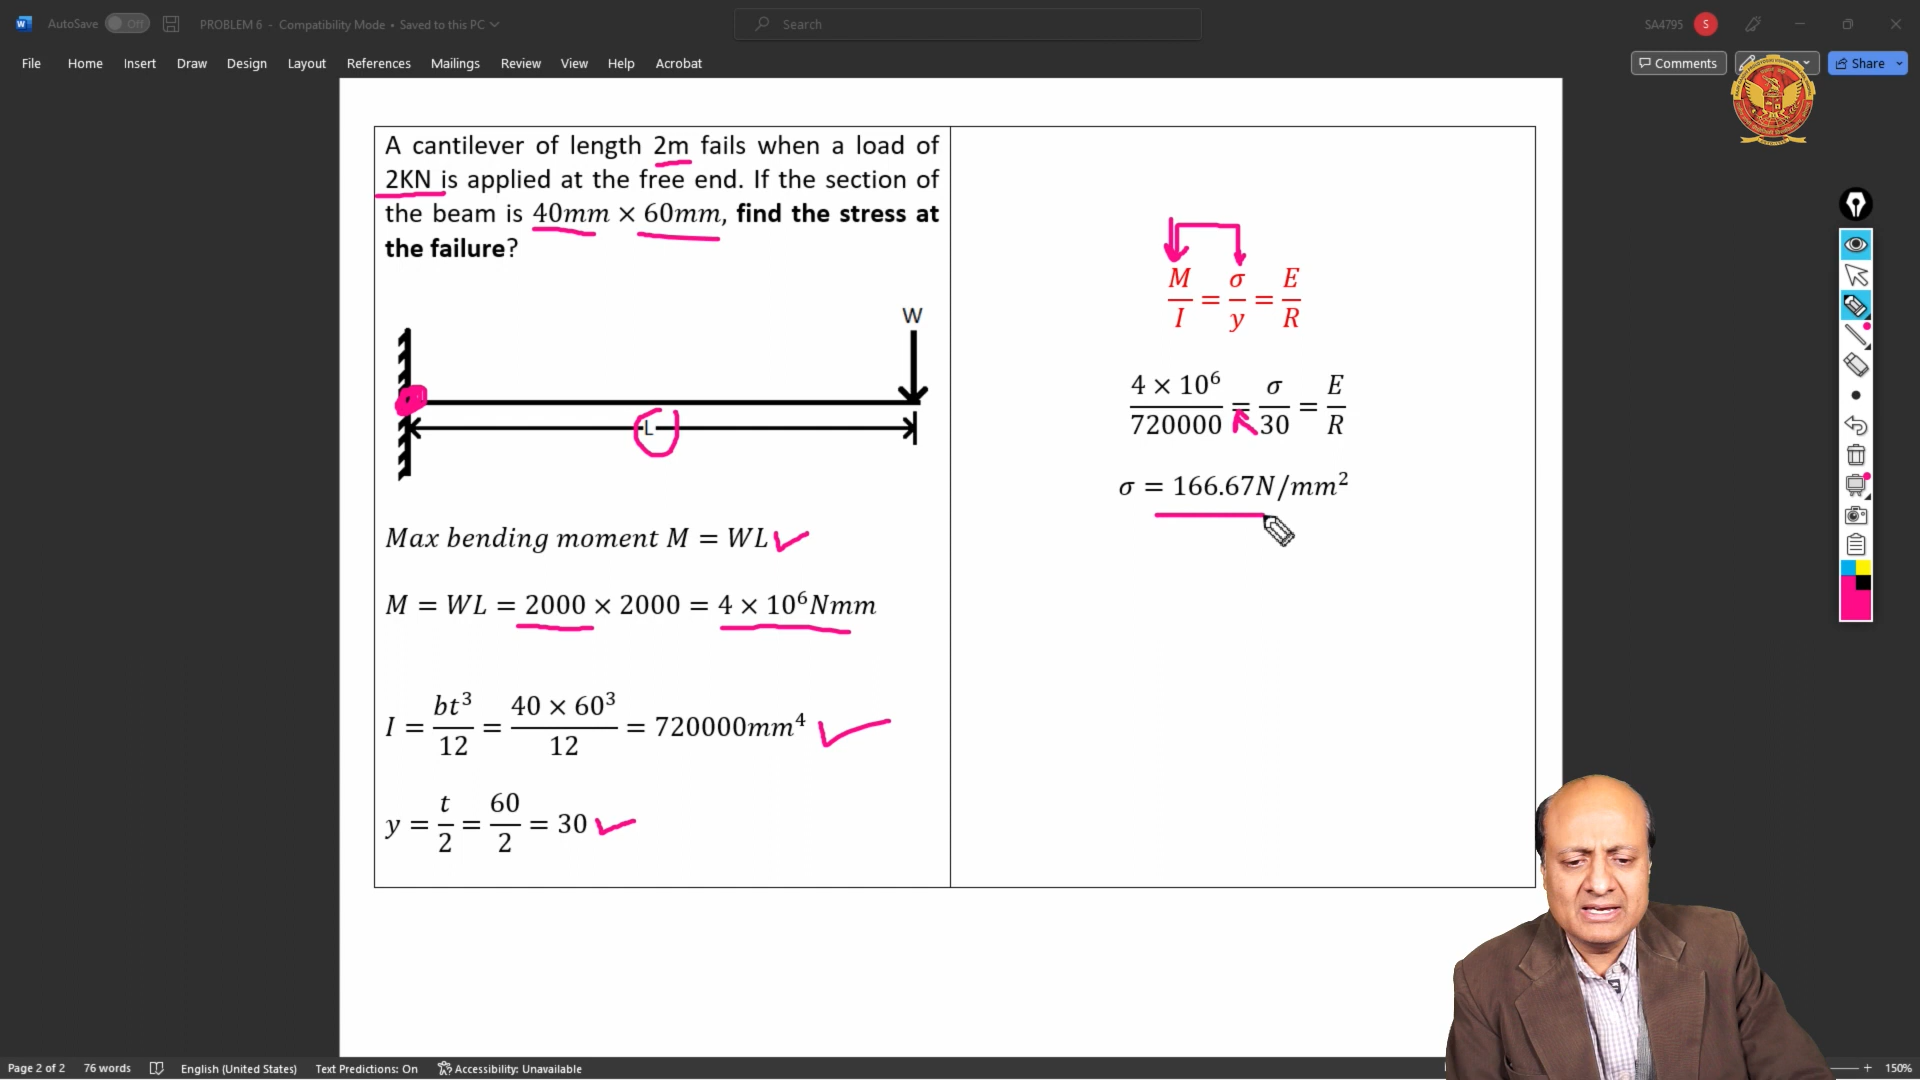 AutoSave Off PROBLEM 6 - Compatibility Mode • Saved to this PC Search SA4795 S
File Home Insert Draw Design Layout References Mailings Review View Help Acrobat Comments Share
A cantilever of length 2m fails when a load of
2KN is applied at the free end. If the section of
the beam is 40mm × 60mm, find the stress at
the failure?
W
L
Max bending moment M = WL
M = WL = 2000 × 2000 = 4 × 10⁶Nmm
I = bt³/12 = 40 × 60³/12 = 720000mm⁴
y = t/2 = 60/2 = 30
M/I = σ/y = E/R
4 × 10⁶/720000 = σ/30 = E/R
σ = 166.67N/mm²
Page 2 of 2 76 words English (United States) Text Predictions: On Accessibility: Unavailable 150%